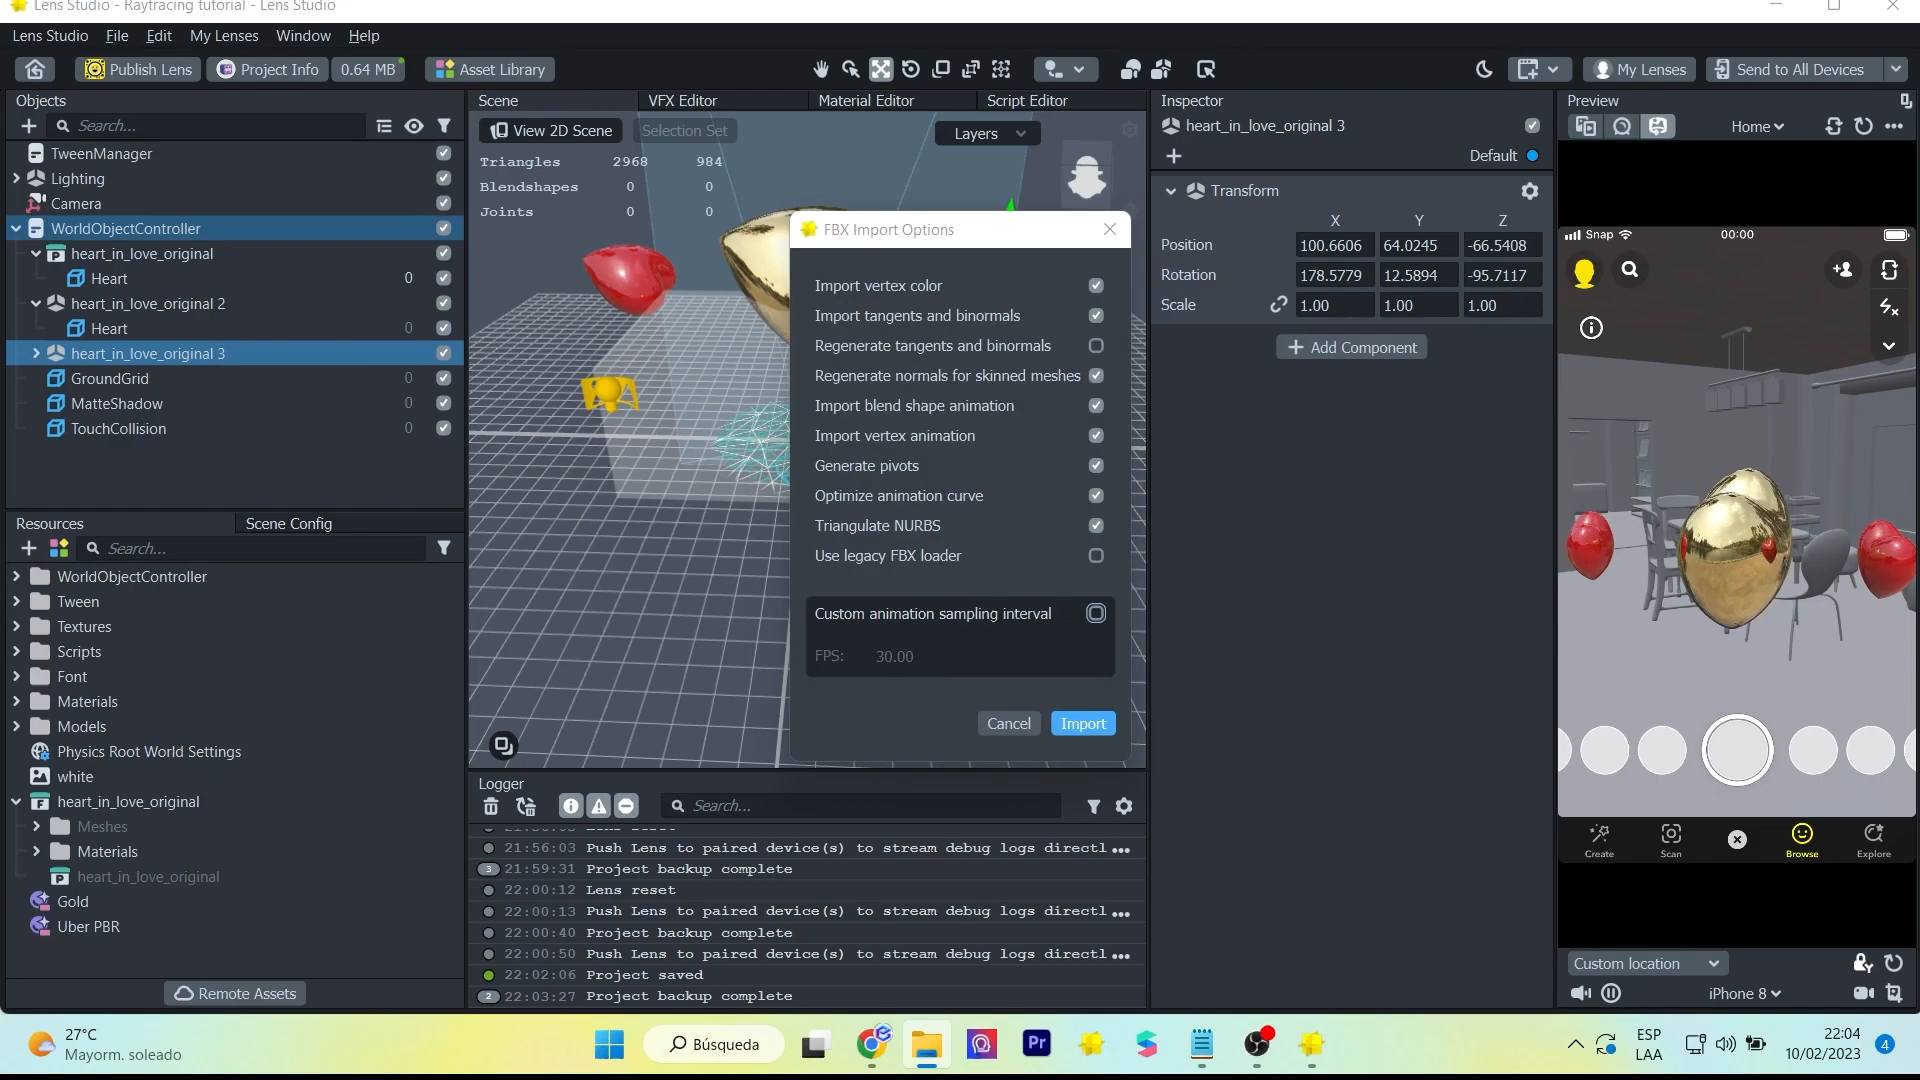 Lens Studio - Raytracing tutorial - Lens Studio
Lens Studio File Edit My Lenses Window Help
Publish Lens Project Info 0.64 MB Asset Library My Lenses Send to All Devices
Objects
Search...
TweenManager
Lighting
Camera
WorldObjectController
heart_in_love_original
Heart 0
heart_in_love_original 2
Heart 0
heart_in_love_original 3
GroundGrid 0
MatteShadow 0
TouchCollision 0
Resources Scene Config
Search...
WorldObjectController
Tween
Textures
Scripts
Font
Materials
Models
Physics Root World Settings
white
heart_in_love_original
Meshes
Materials
heart_in_love_original
Gold
Uber PBR
Remote Assets
Scene VFX Editor Material Editor Script Editor
View 2D Scene Selection Set Layers
Triangles 2968 984
Blendshapes 0 0
Joints 0 0
FBX Import Options
Import vertex color
Import tangents and binormals
Regenerate tangents and binormals
Regenerate normals for skinned meshes
Import blend shape animation
Import vertex animation
Generate pivots
Optimize animation curve
Triangulate NURBS
Use legacy FBX loader
Custom animation sampling interval
FPS: 30.00
Cancel Import
Logger
Search...
21:56:03 Push Lens to paired device(s) to stream debug logs directl
3 21:59:31 Project backup complete
22:00:12 Lens reset
22:00:13 Push Lens to paired device(s) to stream debug logs directl
22:00:40 Project backup complete
22:00:50 Push Lens to paired device(s) to stream debug logs directl
22:02:06 Project saved
2 22:03:27 Project backup complete
Inspector
heart_in_love_original 3
Default
Transform
X Y Z
Position 100.6606 64.0245 -66.5408
Rotation 178.5779 12.5894 -95.7117
Scale 1.00 1.00 1.00
Add Component
Preview
Home
Snap 00:00
Create Scan Browse Explore
Custom location
iPhone 8
27°C
Mayorm. soleado
Búsqueda
Pr
ESP
LAA
22:04
10/02/2023
4